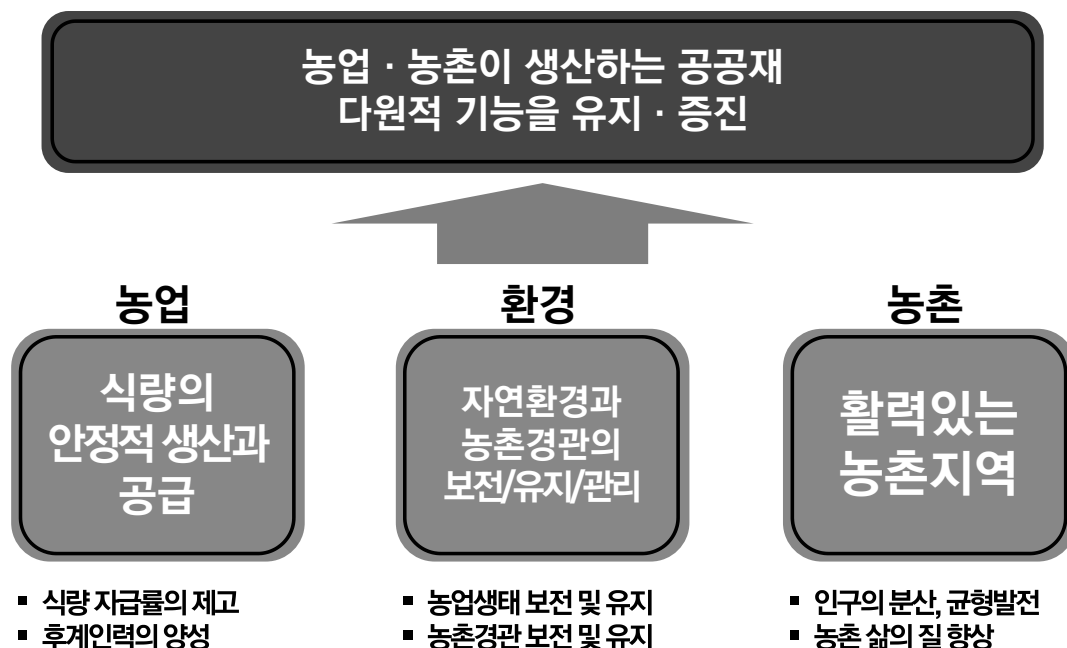 농업 · 농촌이 생산하는 공공재
다원적 기능을 유지 · 증진
농업
식량의
안정적 생산과
공급
▪ 식량 자급률의 제고
▪ 후계인력의 양성
환경
자연환경과
농촌경관의
보전/유지/관리
▪ 농업생태 보전 및 유지
▪ 농촌경관 보전 및 유지
농촌
활력있는
농촌지역
▪ 인구의 분산, 균형발전
▪ 농촌 삶의 질 향상